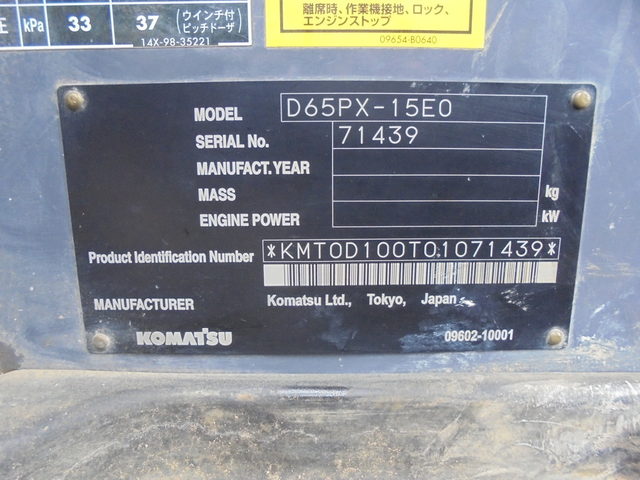 kPa 33 37 (ウインチ付ピッチドーザ
14X-98-35221
離席時、作業機接地、ロック、
エンジンストップ
09654-B0640
MODEL D65PX-15E0
SERIAL No. 71439
MANUFACT. YEAR
MASS kg
ENGINE POWER kW
Product Identification Number *KMT0D100T01071439*
MANUFACTURER Komatsu Ltd., Tokyo, Japan
KOMATSU 09602-10001